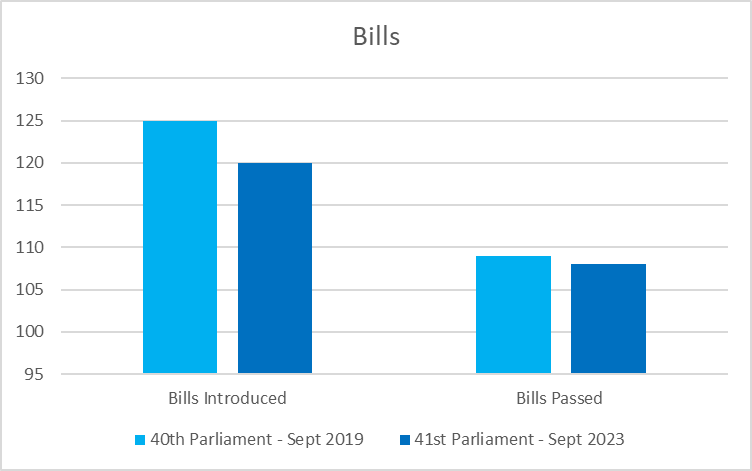 Bills
130
125
120
115
110
105
100
95
Bills Introduced Bills Passed
40th Parliament - Sept 2019 41st Parliament - Sept 2023